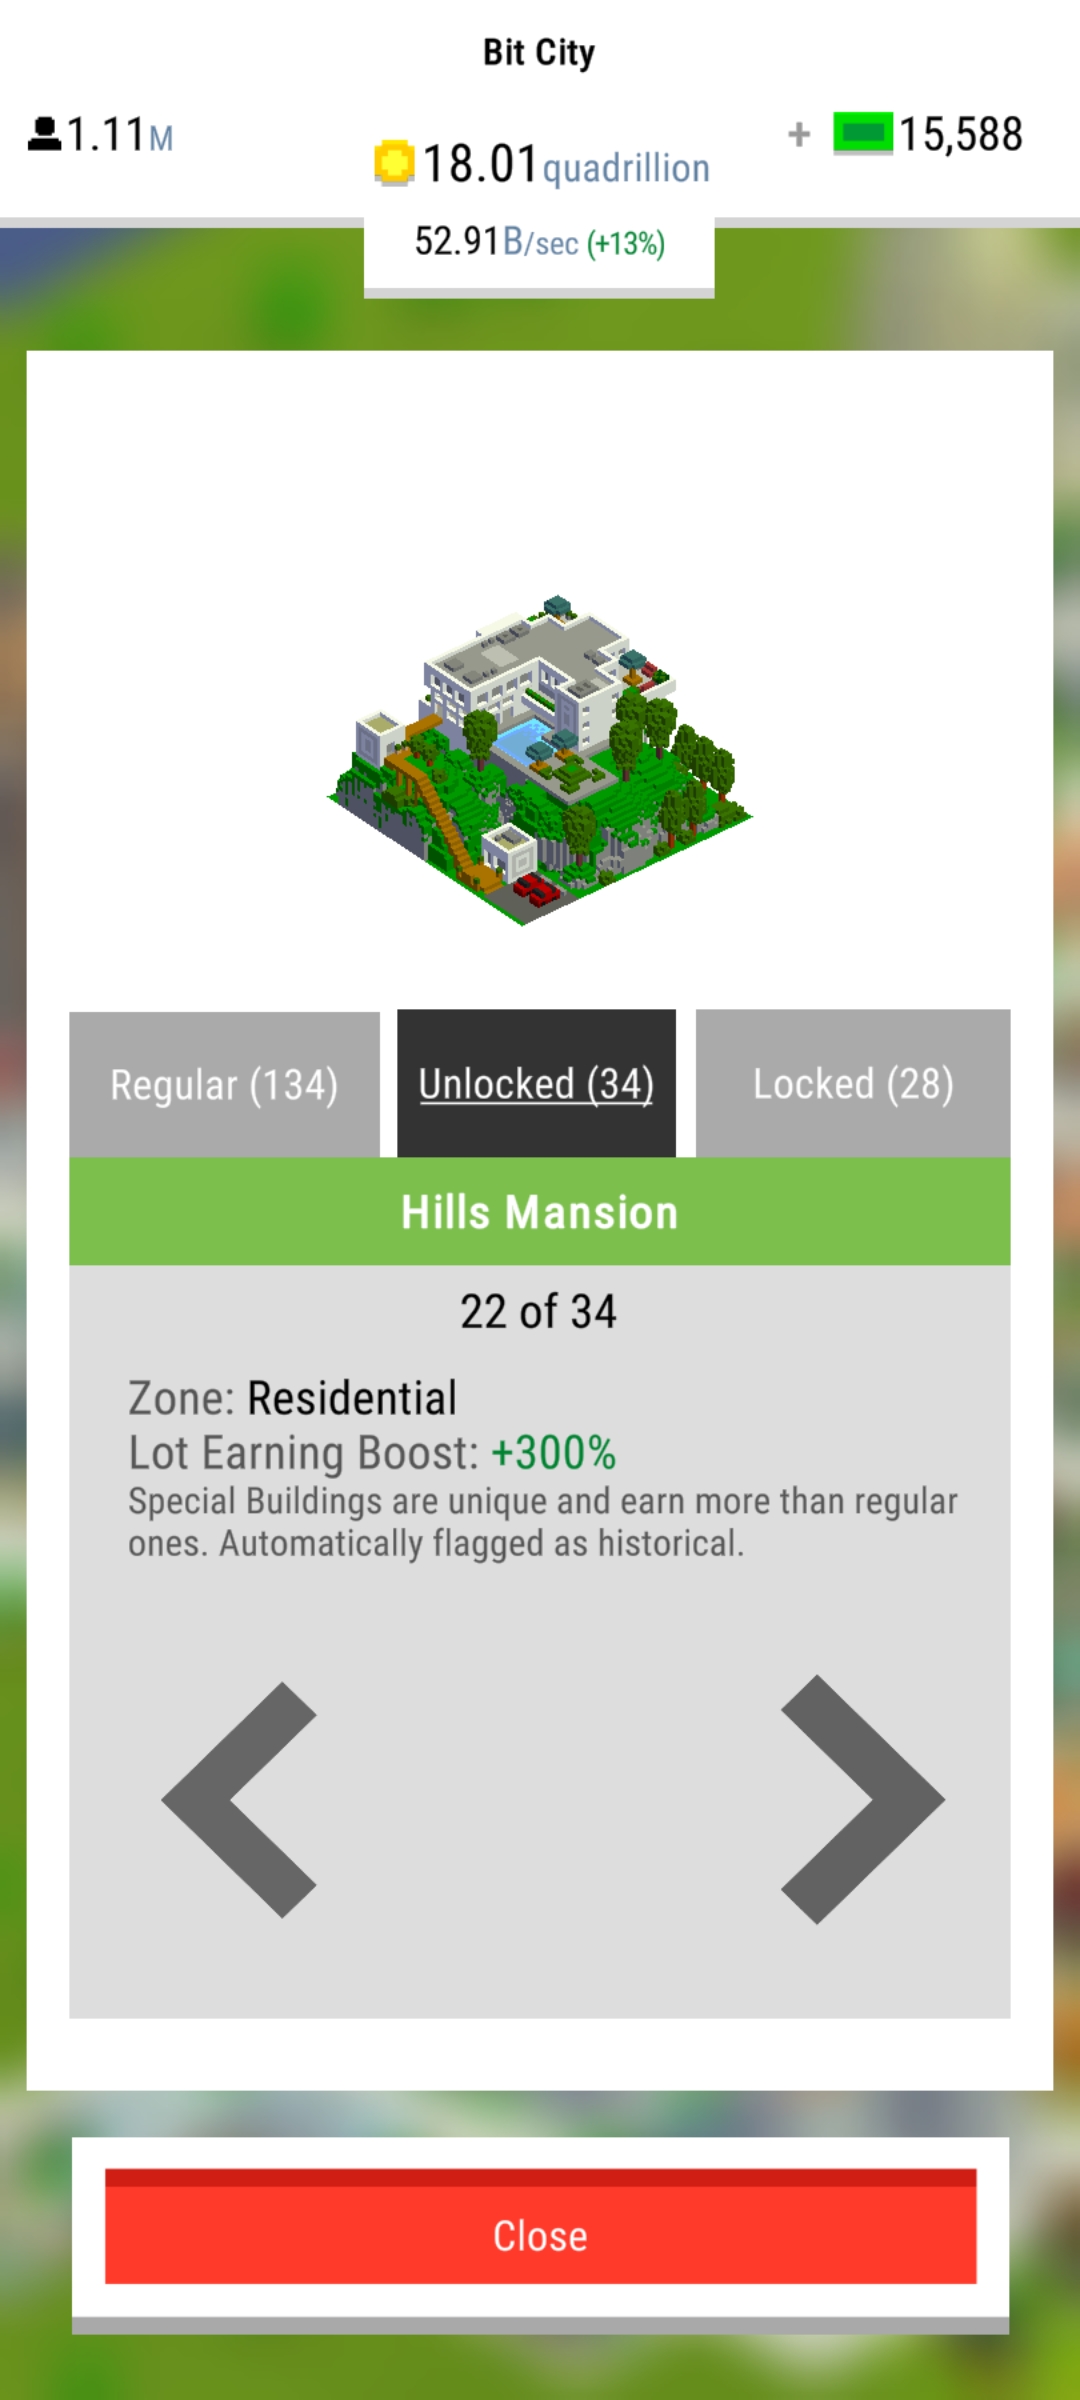 Bit City
1.11M
18.01quadrillion
+ 15,588
52.91B/sec (+13%)
Regular (134)
Unlocked (34)
Locked (28)
Hills Mansion
22 of 34
Zone: Residential
Lot Earning Boost: +300%
Special Buildings are unique and earn more than regular
ones. Automatically flagged as historical.
Close